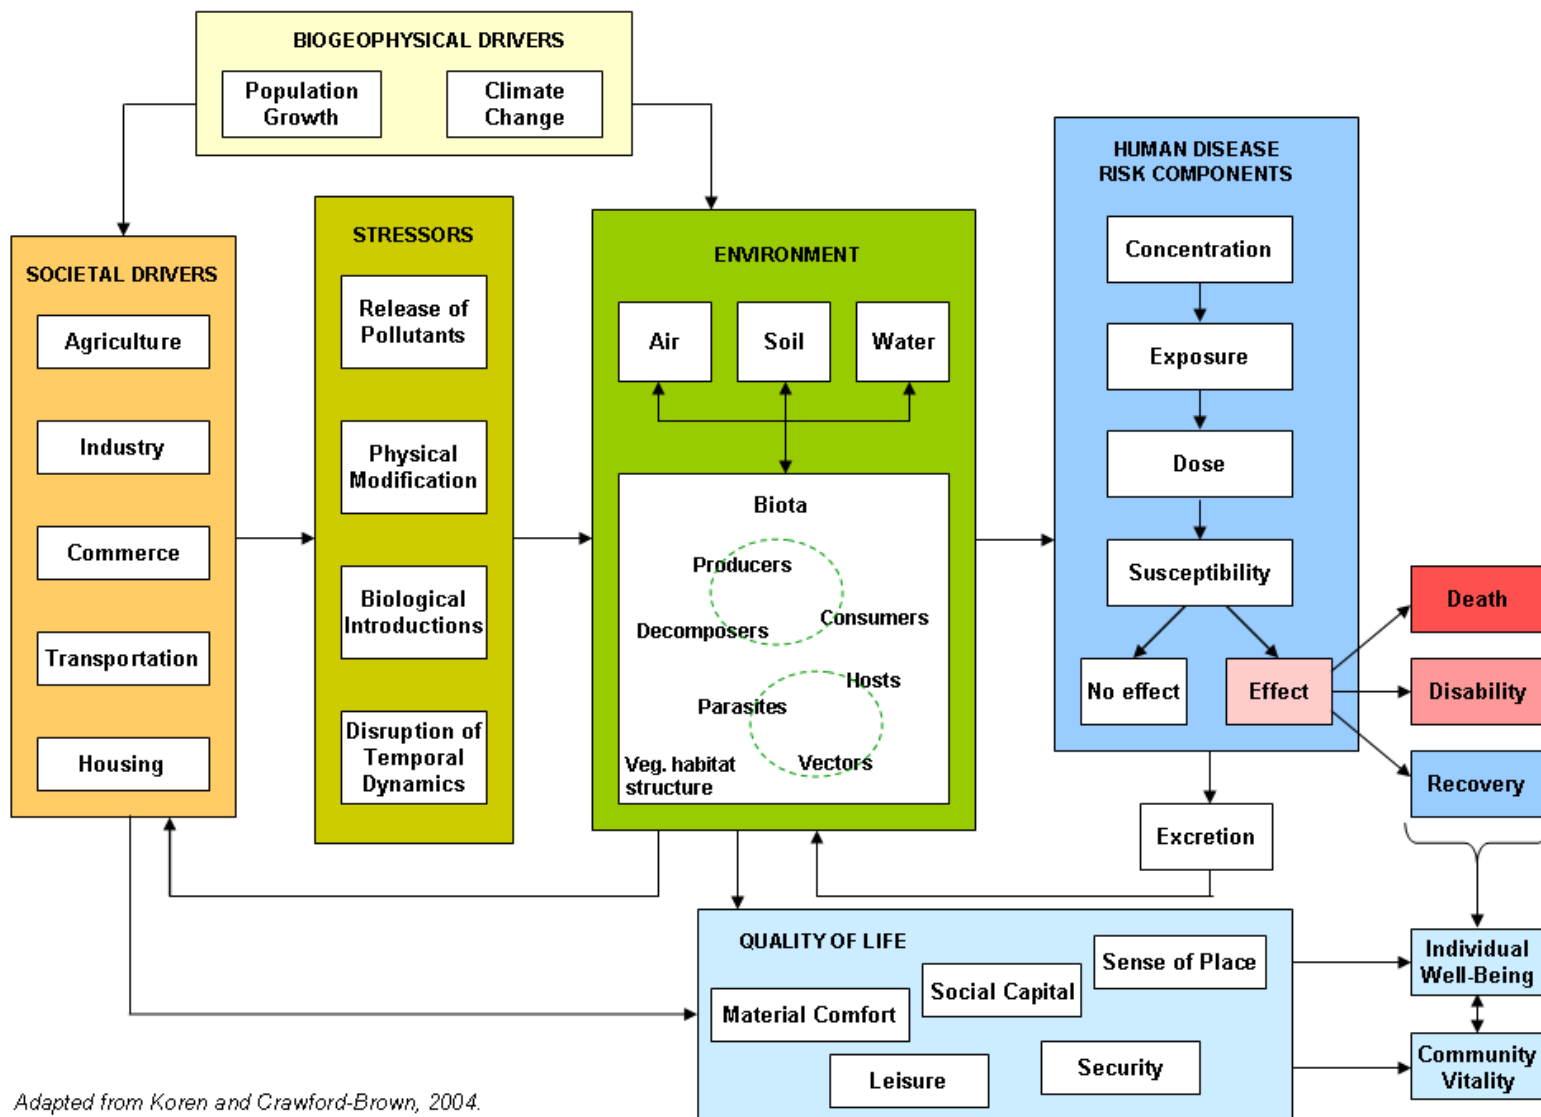 BIOGEOPHYSICAL DRIVERS
Population
Growth
Climate
Change
SOCIETAL DRIVERS
Agriculture
Industry
Commerce
Transportation
Housing
STRESSORS
Release of
Pollutants
Physical
Modification
Biological
Introductions
Disruption of
Temporal
Dynamics
ENVIRONMENT
Air
Soil
Water
Biota
Producers
Consumers
Decomposers
Hosts
Parasites
Vectors
Veg. habitat
structure
HUMAN DISEASE
RISK COMPONENTS
Concentration
Exposure
Dose
Susceptibility
No effect
Effect
Death
Disability
Recovery
Excretion
QUALITY OF LIFE
Sense of Place
Social Capital
Material Comfort
Leisure
Security
Individual
Well-Being
Community
Vitality
Adapted from Koren and Crawford-Brown, 2004.